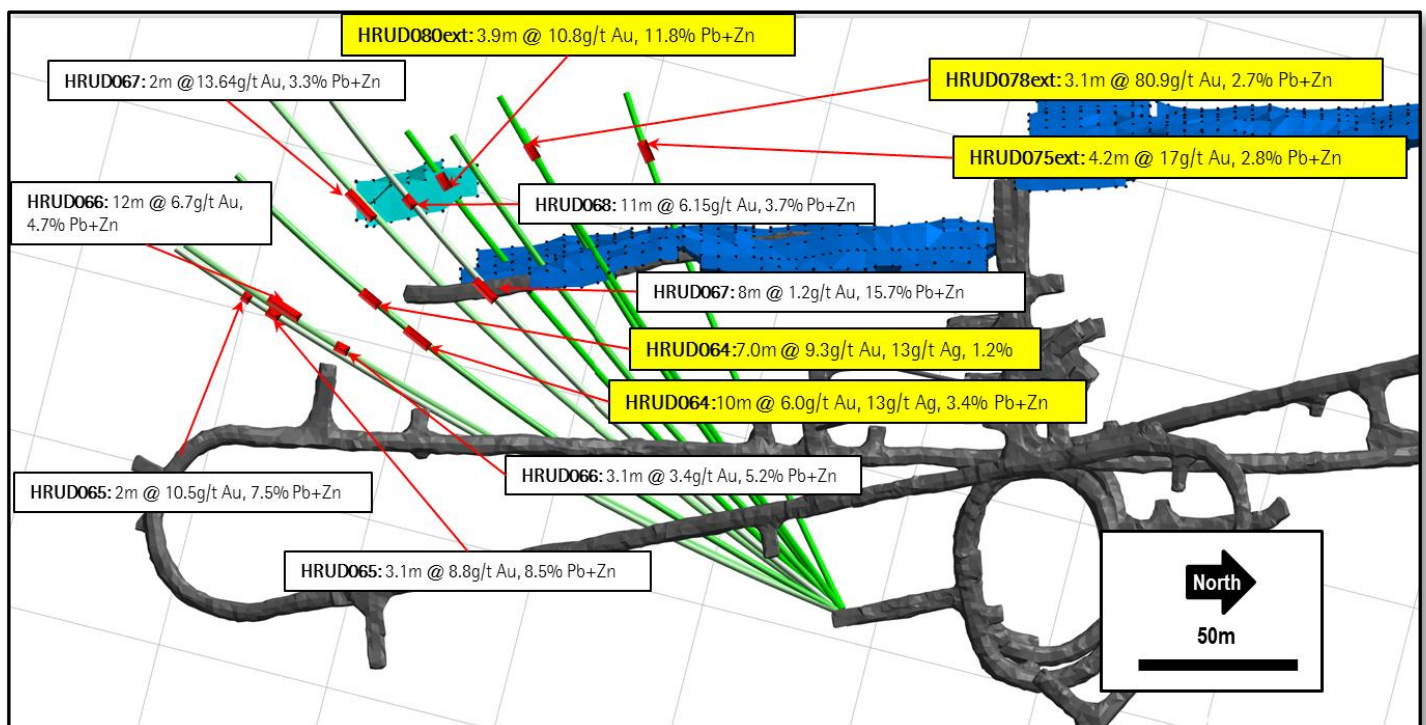 HRUD080ext: 3.9m @ 10.8g/t Au, 11.8% Pb+Zn
HRUD067: 2m @ 13.64g/t Au, 3.3% Pb+Zn
HRUD078ext: 3.1m @ 80.9g/t Au, 2.7% Pb+Zn
HRUD075ext: 4.2m @ 17g/t Au, 2.8% Pb+Zn
HRUD066: 12m @ 6.7g/t Au,
4.7% Pb+Zn
HRUD068: 11m @ 6.15g/t Au, 3.7% Pb+Zn
HRUD067: 8m @ 1.2g/t Au, 15.7% Pb+Zn
HRUD064:7.0m @ 9.3g/t Au, 13g/t Ag, 1.2%
HRUD064:10m @ 6.0g/t Au, 13g/t Ag, 3.4% Pb+Zn
HRUD066: 3.1m @ 3.4g/t Au, 5.2% Pb+Zn
HRUD065: 2m @ 10.5g/t Au, 7.5% Pb+Zn
HRUD065: 3.1m @ 8.8g/t Au, 8.5% Pb+Zn
North
50m